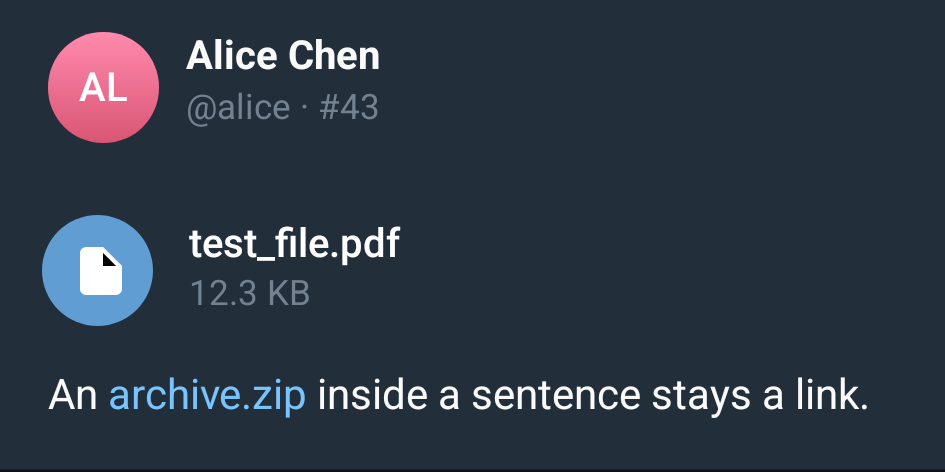 AL
Alice Chen
@alice · #43
test_file.pdf
12.3 KB
An archive.zip inside a sentence stays a link.